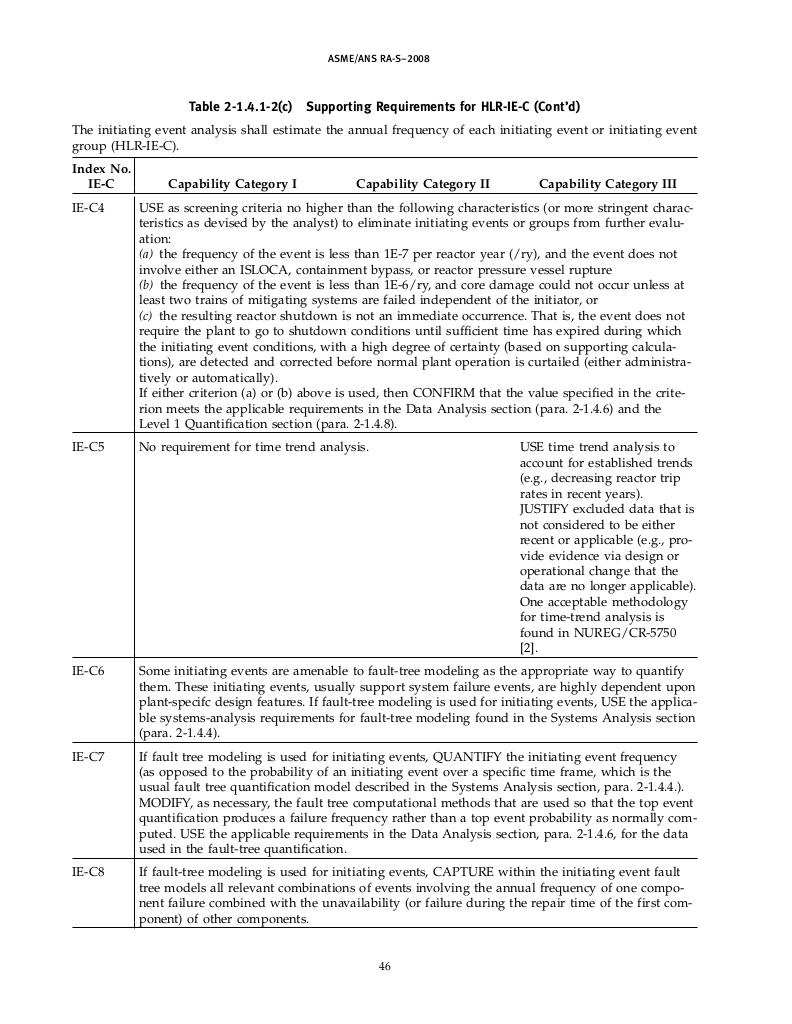 ASME/ANS RA-S–2008
Table 2-1.4.1-2(c) Supporting Requirements for HLR-IE-C (Cont’d)
The initiating event analysis shall estimate the annual frequency of each initiating event or initiating event
group (HLR-IE-C).
Index No.
IE-C Capability Category I Capability Category II Capability Category III
IE-C4 USE as screening criteria no higher than the following characteristics (or more stringent charac-
teristics as devised by the analyst) to eliminate initiating events or groups from further evalu-
ation:
(a) the frequency of the event is less than 1E-7 per reactor year (/ry), and the event does not
involve either an ISLOCA, containment bypass, or reactor pressure vessel rupture
(b) the frequency of the event is less than 1E-6/ry, and core damage could not occur unless at
least two trains of mitigating systems are failed independent of the initiator, or
(c) the resulting reactor shutdown is not an immediate occurrence. That is, the event does not
require the plant to go to shutdown conditions until sufficient time has expired during which
the initiating event conditions, with a high degree of certainty (based on supporting calcula-
tions), are detected and corrected before normal plant operation is curtailed (either administra-
tively or automatically).
If either criterion (a) or (b) above is used, then CONFIRM that the value specified in the crite-
rion meets the applicable requirements in the Data Analysis section (para. 2-1.4.6) and the
Level 1 Quantification section (para. 2-1.4.8).
IE-C5 No requirement for time trend analysis. USE time trend analysis to
account for established trends
(e.g., decreasing reactor trip
rates in recent years).
JUSTIFY excluded data that is
not considered to be either
recent or applicable (e.g., pro-
vide evidence via design or
operational change that the
data are no longer applicable).
One acceptable methodology
for time-trend analysis is
found in NUREG/CR-5750
[2].
IE-C6 Some initiating events are amenable to fault-tree modeling as the appropriate way to quantify
them. These initiating events, usually support system failure events, are highly dependent upon
plant-specifc design features. If fault-tree modeling is used for initiating events, USE the applica-
ble systems-analysis requirements for fault-tree modeling found in the Systems Analysis section
(para. 2-1.4.4).
IE-C7 If fault tree modeling is used for initiating events, QUANTIFY the initiating event frequency
(as opposed to the probability of an initiating event over a specific time frame, which is the
usual fault tree quantification model described in the Systems Analysis section, para. 2-1.4.4.).
MODIFY, as necessary, the fault tree computational methods that are used so that the top event
quantification produces a failure frequency rather than a top event probability as normally com-
puted. USE the applicable requirements in the Data Analysis section, para. 2-1.4.6, for the data
used in the fault-tree quantification.
IE-C8 If fault-tree modeling is used for initiating events, CAPTURE within the initiating event fault
tree models all relevant combinations of events involving the annual frequency of one compo-
nent failure combined with the unavailability (or failure during the repair time of the first com-
ponent) of other components.
46